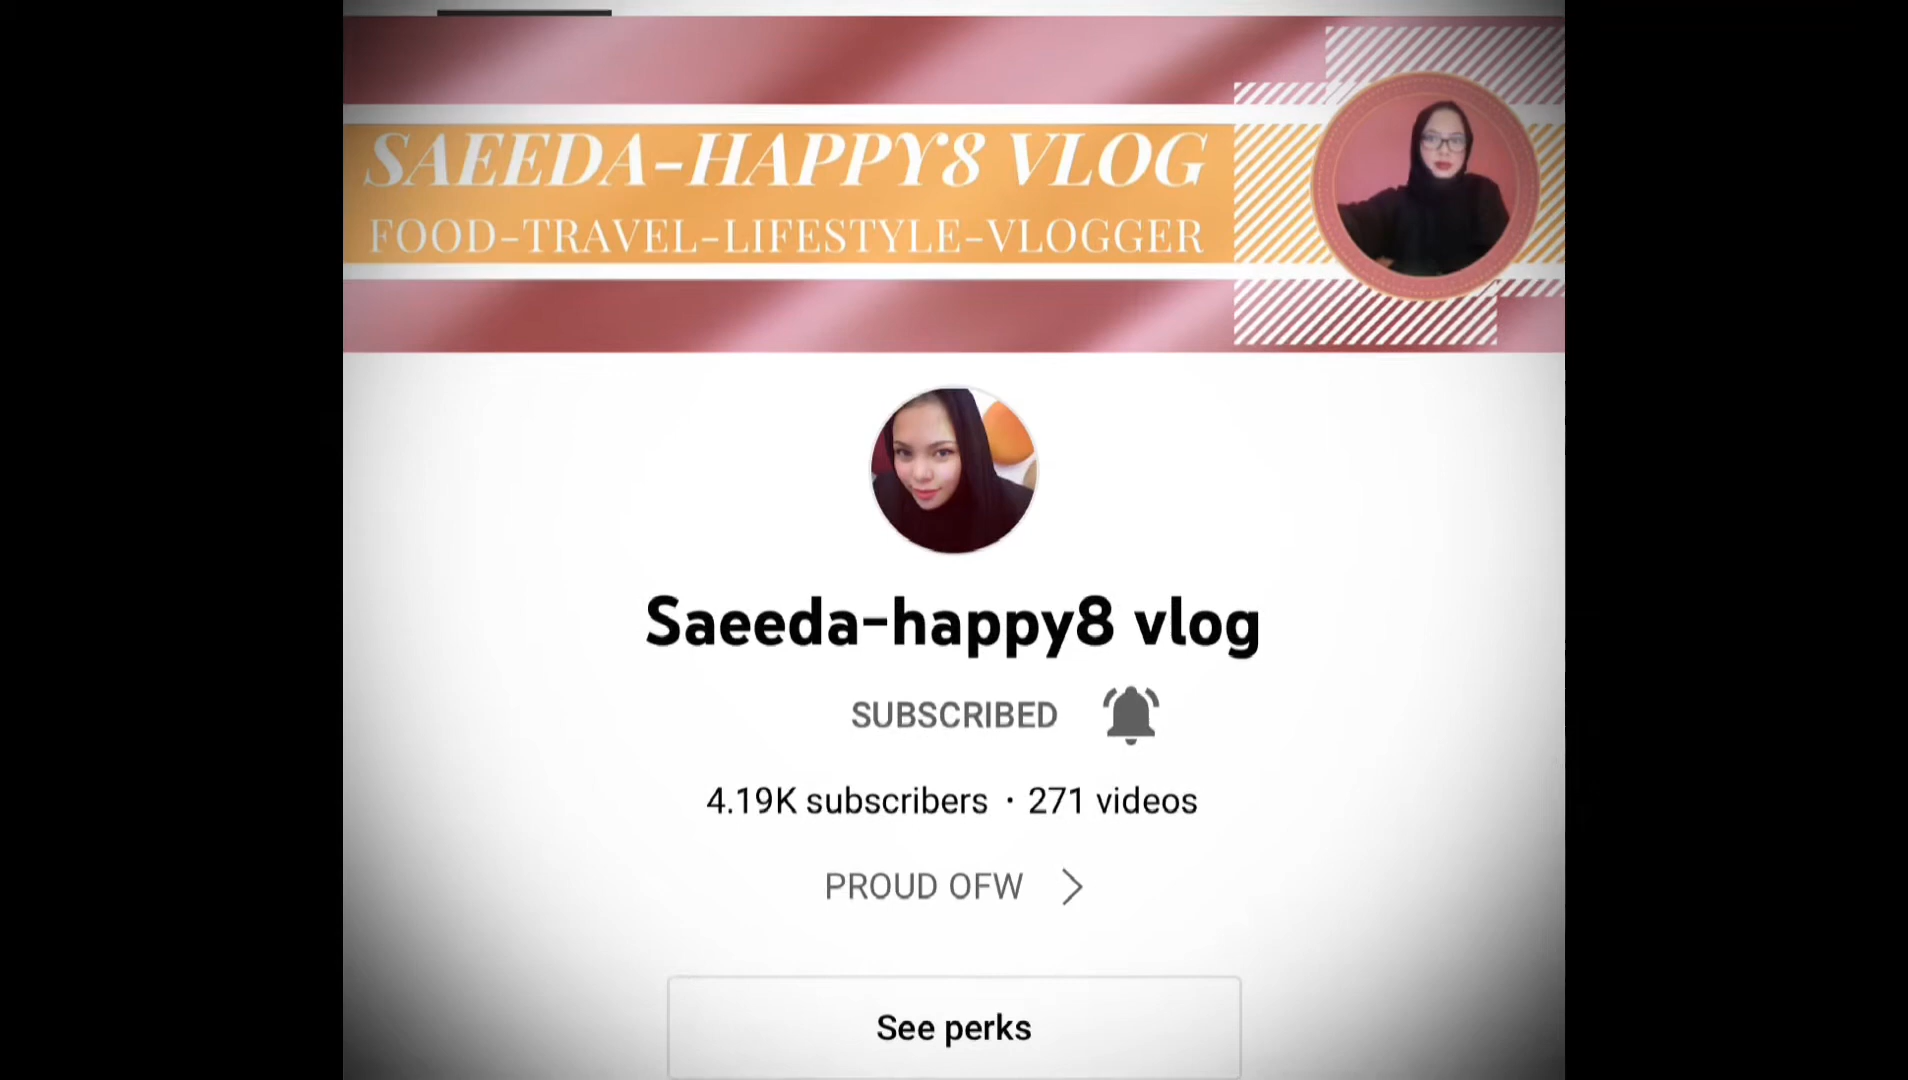 SAEEDA-HAPPY8 VLOG
FOOD-TRAVEL-LIFESTYLE-VLOGGER
Saeeda-happy8 vlog
SUBSCRIBED
4.19K subscribers · 271 videos
PROUD OFW
See perks